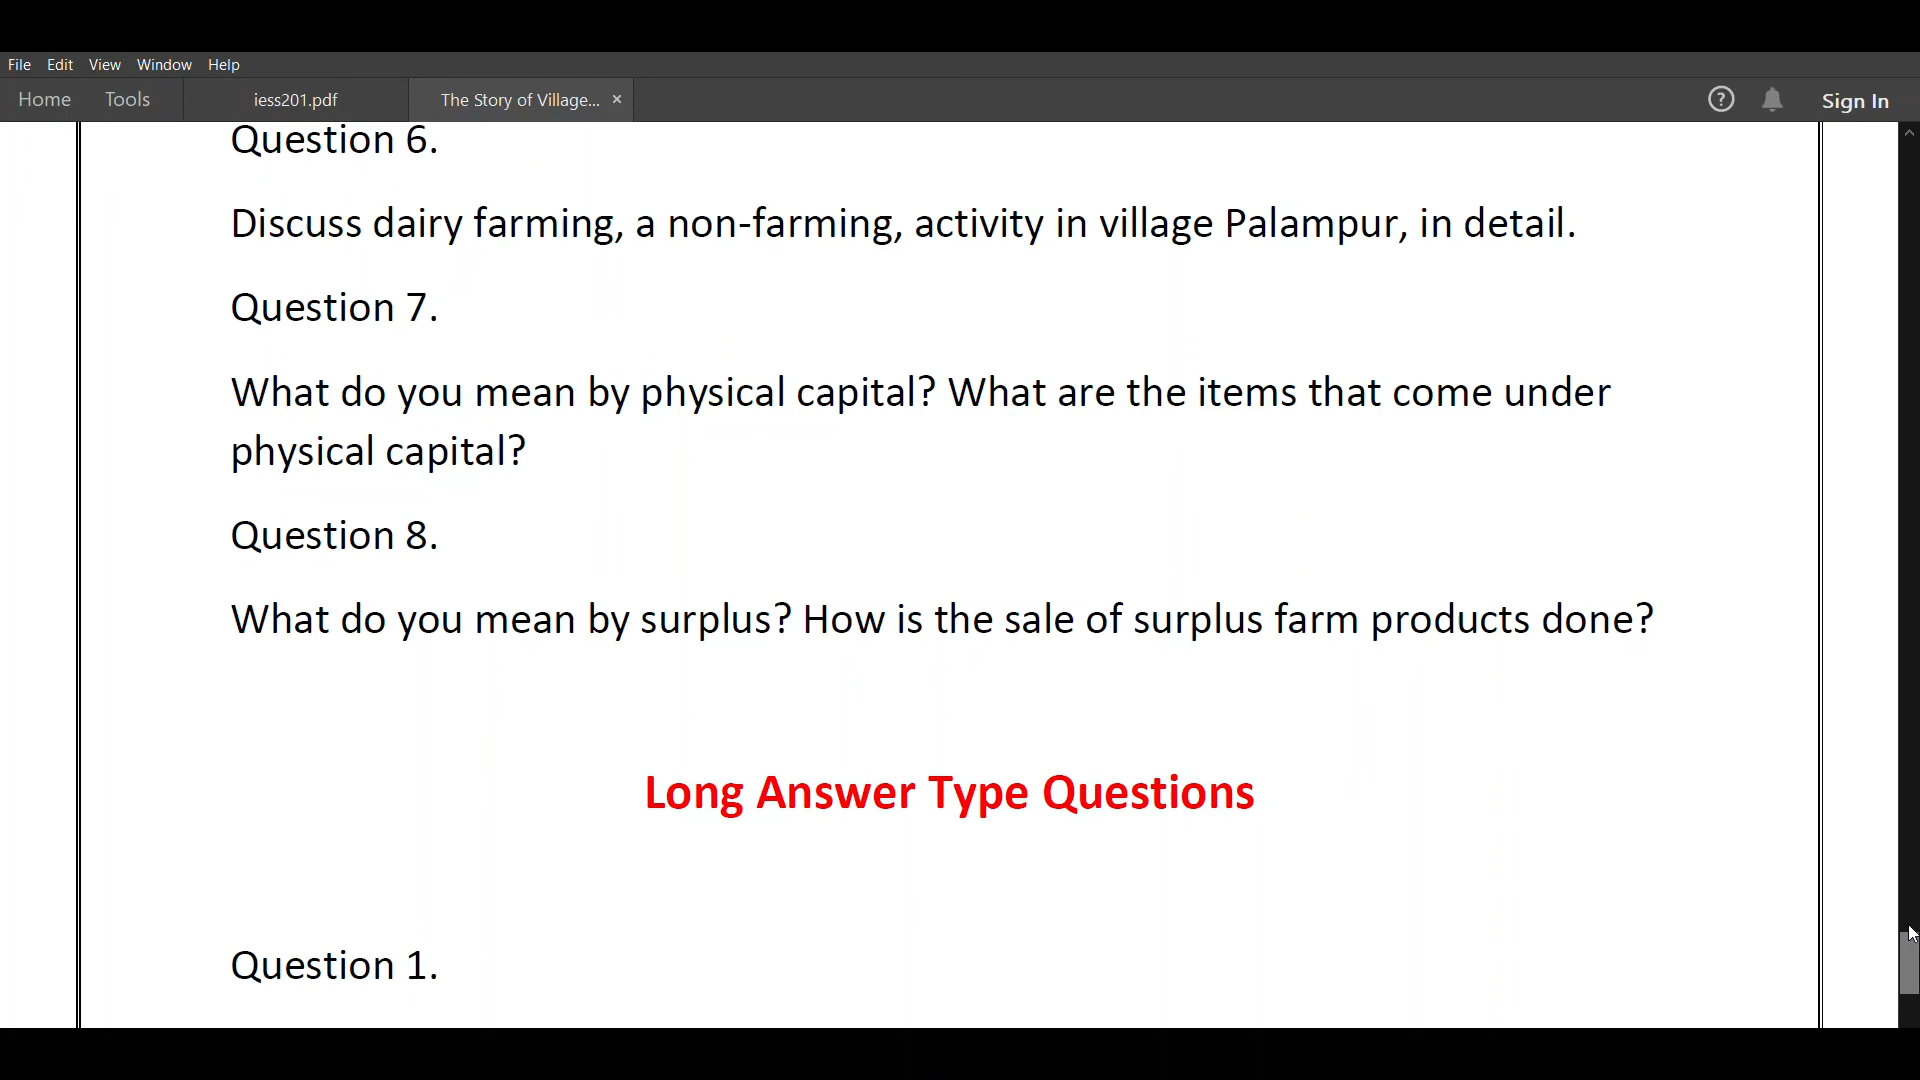 File Edit View Window Help
Home Tools iess201.pdf The Story of Village... × ? Sign In
Question 6.
Discuss dairy farming, a non-farming, activity in village Palampur, in detail.
Question 7.
What do you mean by physical capital? What are the items that come under
physical capital?
Question 8.
What do you mean by surplus? How is the sale of surplus farm products done?
Long Answer Type Questions
Question 1.